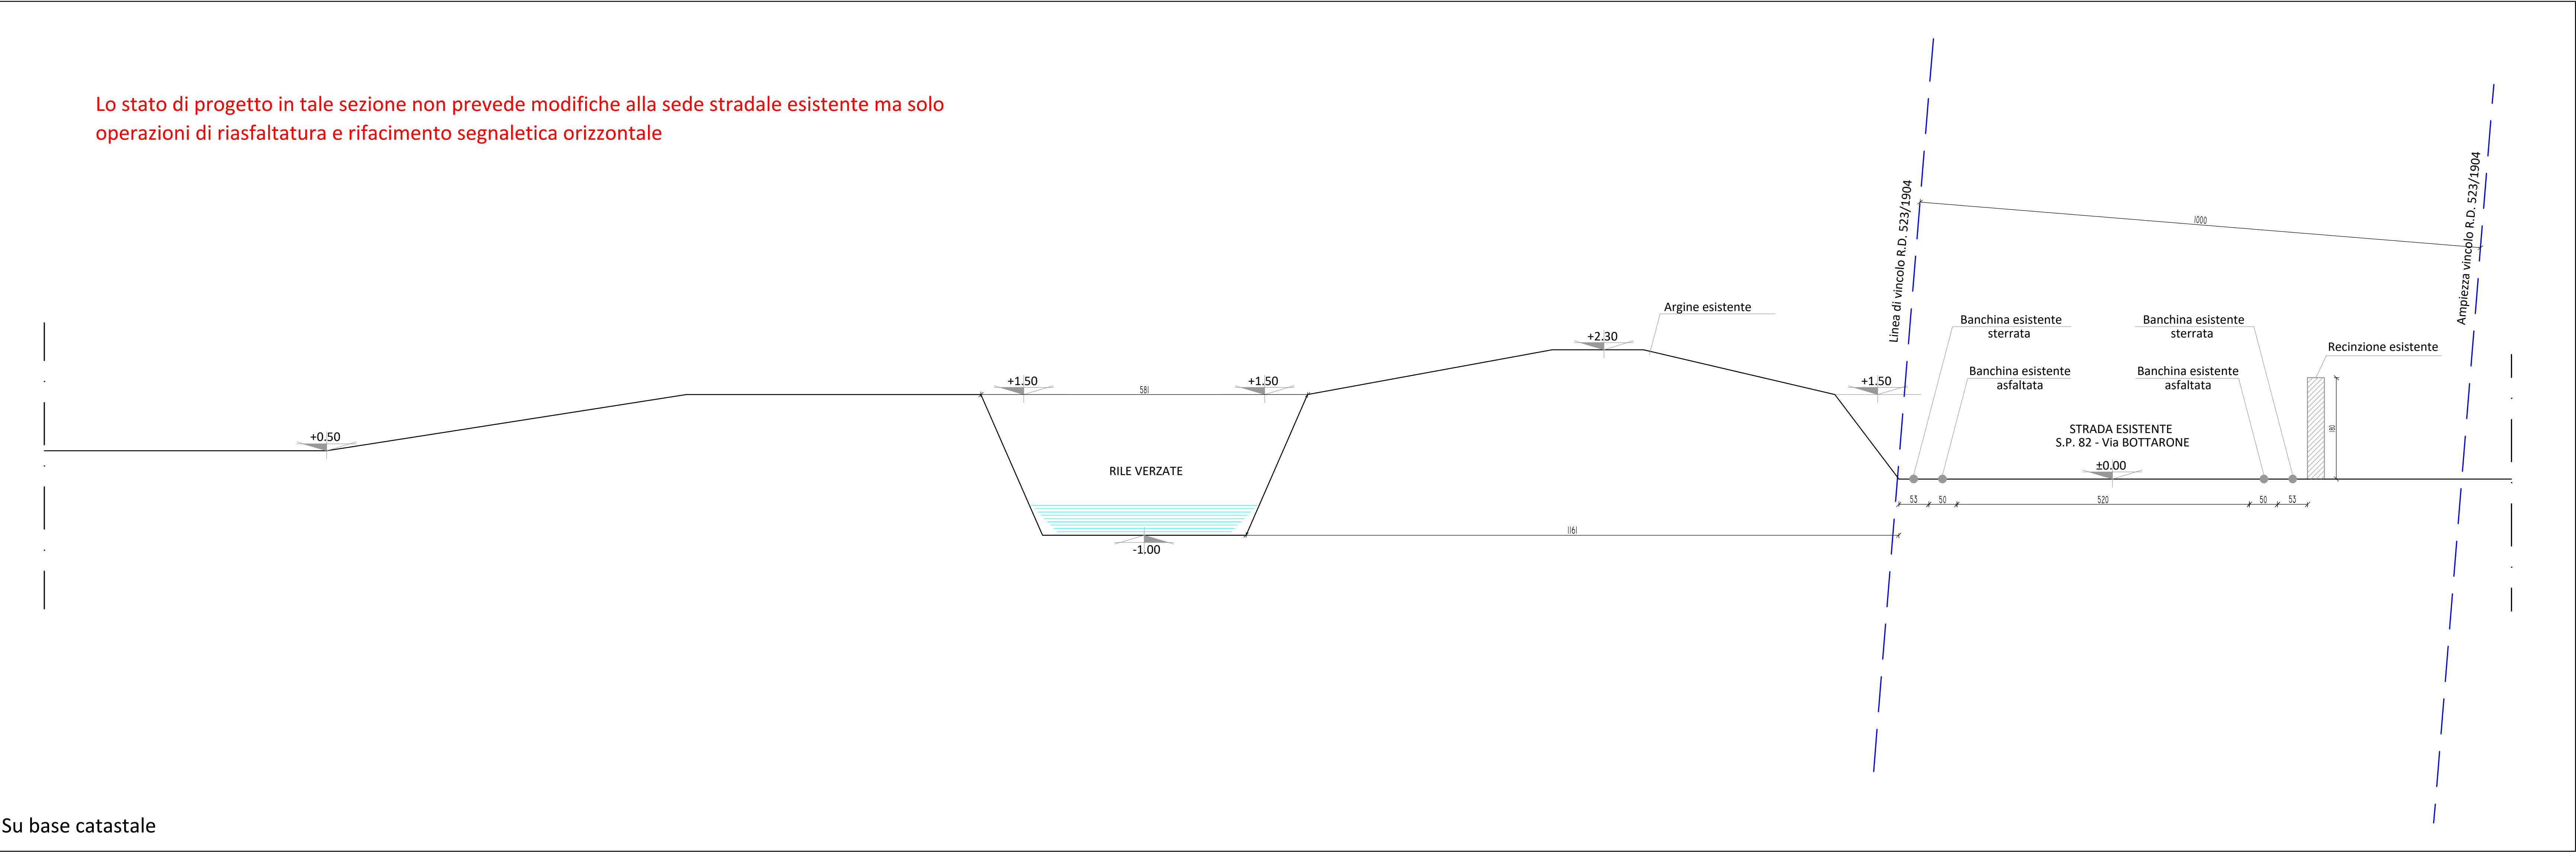 Lo stato di progetto in tale sezione non prevede modifiche alla sede stradale esistente ma solo
operazioni di riasfaltatura e rifacimento segnaletica orizzontale
Linea di vincolo R.D. 523/1904
Ampiezza vincolo R.D. 523/1904
1000
Argine esistente
Banchina esistente
sterrata
Banchina esistente
sterrata
+2.30
Recinzione esistente
Banchina esistente
asfaltata
Banchina esistente
asfaltata
+1.50
581
+1.50
+1.50
+0.50
STRADA ESISTENTE
S.P. 82 - Via BOTTARONE
180
RILE VERZATE
±0.00
53
50
520
50
53
1161
-1.00
Su base catastale